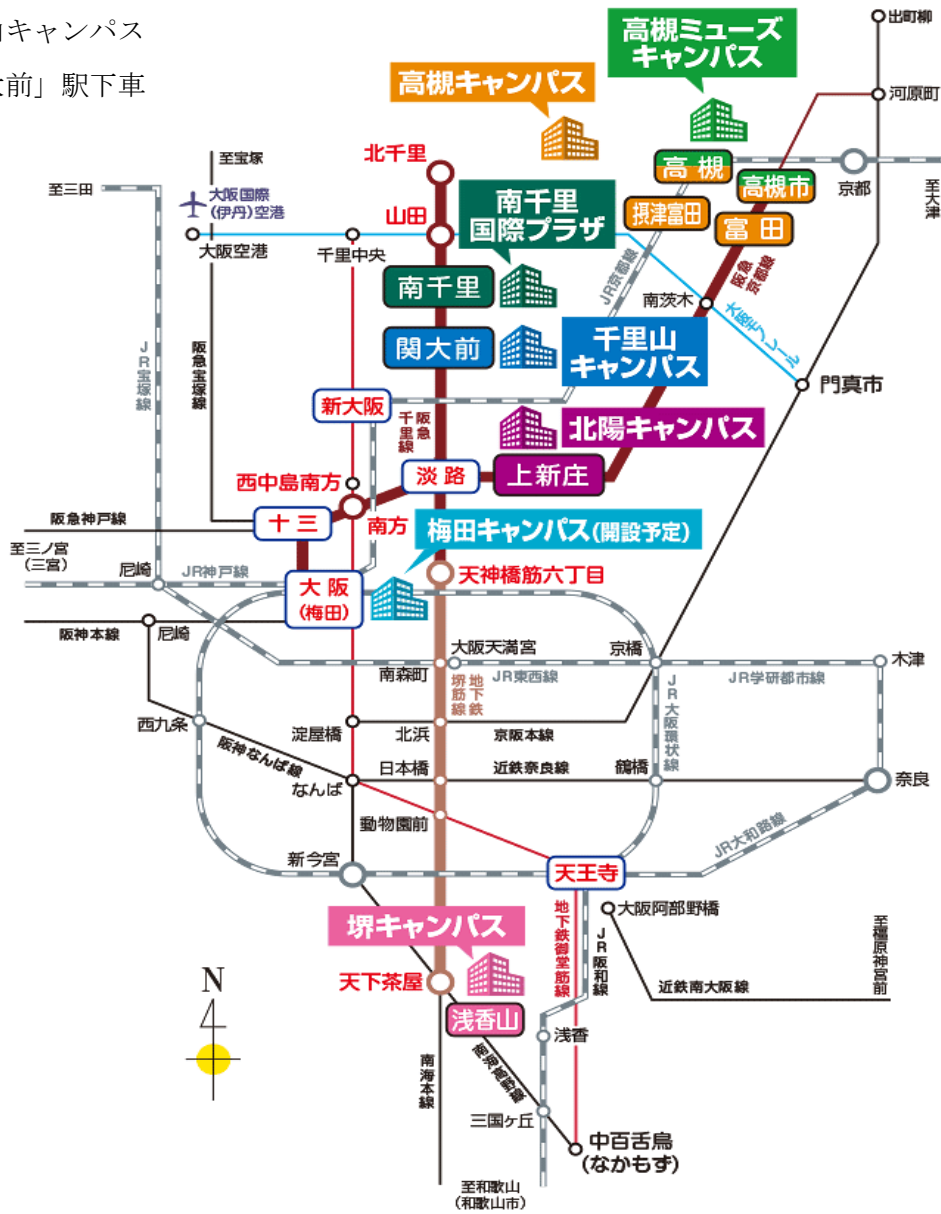 キャンパス
前」駅下車
出町柳
高槻ミューズ
キャンパス
高槻キャンパス
河原町
至宝塚
北千里
高槻
高槻市
京都
至大津
至三田
大阪国際
(伊丹)空港
南千里
国際プラザ
山田
摂津富田
富田
大阪空港
千里中央
JR京都線
阪急
京都線
南千里
南茨木
大阪モノレール
関大前
千里山
キャンパス
JR宝塚線
阪急宝塚線
門真市
新大阪
阪急
千里線
北陽キャンパス
淡路
上新庄
西中島南方
十三
南方
阪急神戸線
梅田キャンパス(開設予定)
至三ノ宮
(三宮)
尼崎
JR神戸線
大阪
(梅田)
天神橋筋六丁目
阪神本線
尼崎
大阪天満宮
京橋
木津
南森町
地下鉄
堺筋線
JR東西線
JR学研都市線
JR大阪環状線
西九条
淀屋橋
北浜
京阪本線
阪神なんば線
日本橋
近鉄奈良線
鶴橋
なんば
奈良
動物園前
JR大和路線
新今宮
天王寺
堺キャンパス
地下鉄御堂筋線
JR阪和線
大阪阿部野橋
至橿原神宮前
天下茶屋
近鉄南大阪線
N
浅香山
浅香
南海本線
南海高野線
三国ヶ丘
中百舌鳥
(なかもず)
至和歌山
(和歌山市)